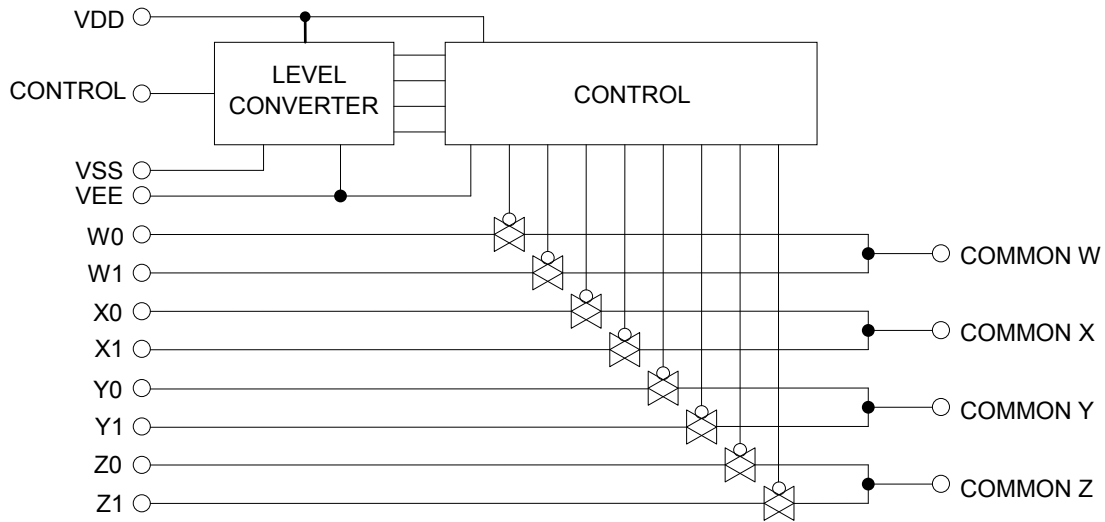 VDD
LEVEL
CONVERTER
CONTROL
CONTROL
VSS
VEE
W0
COMMON W
W1
X0
COMMON X
X1
Y0
COMMON Y
Y1
Z0
COMMON Z
Z1